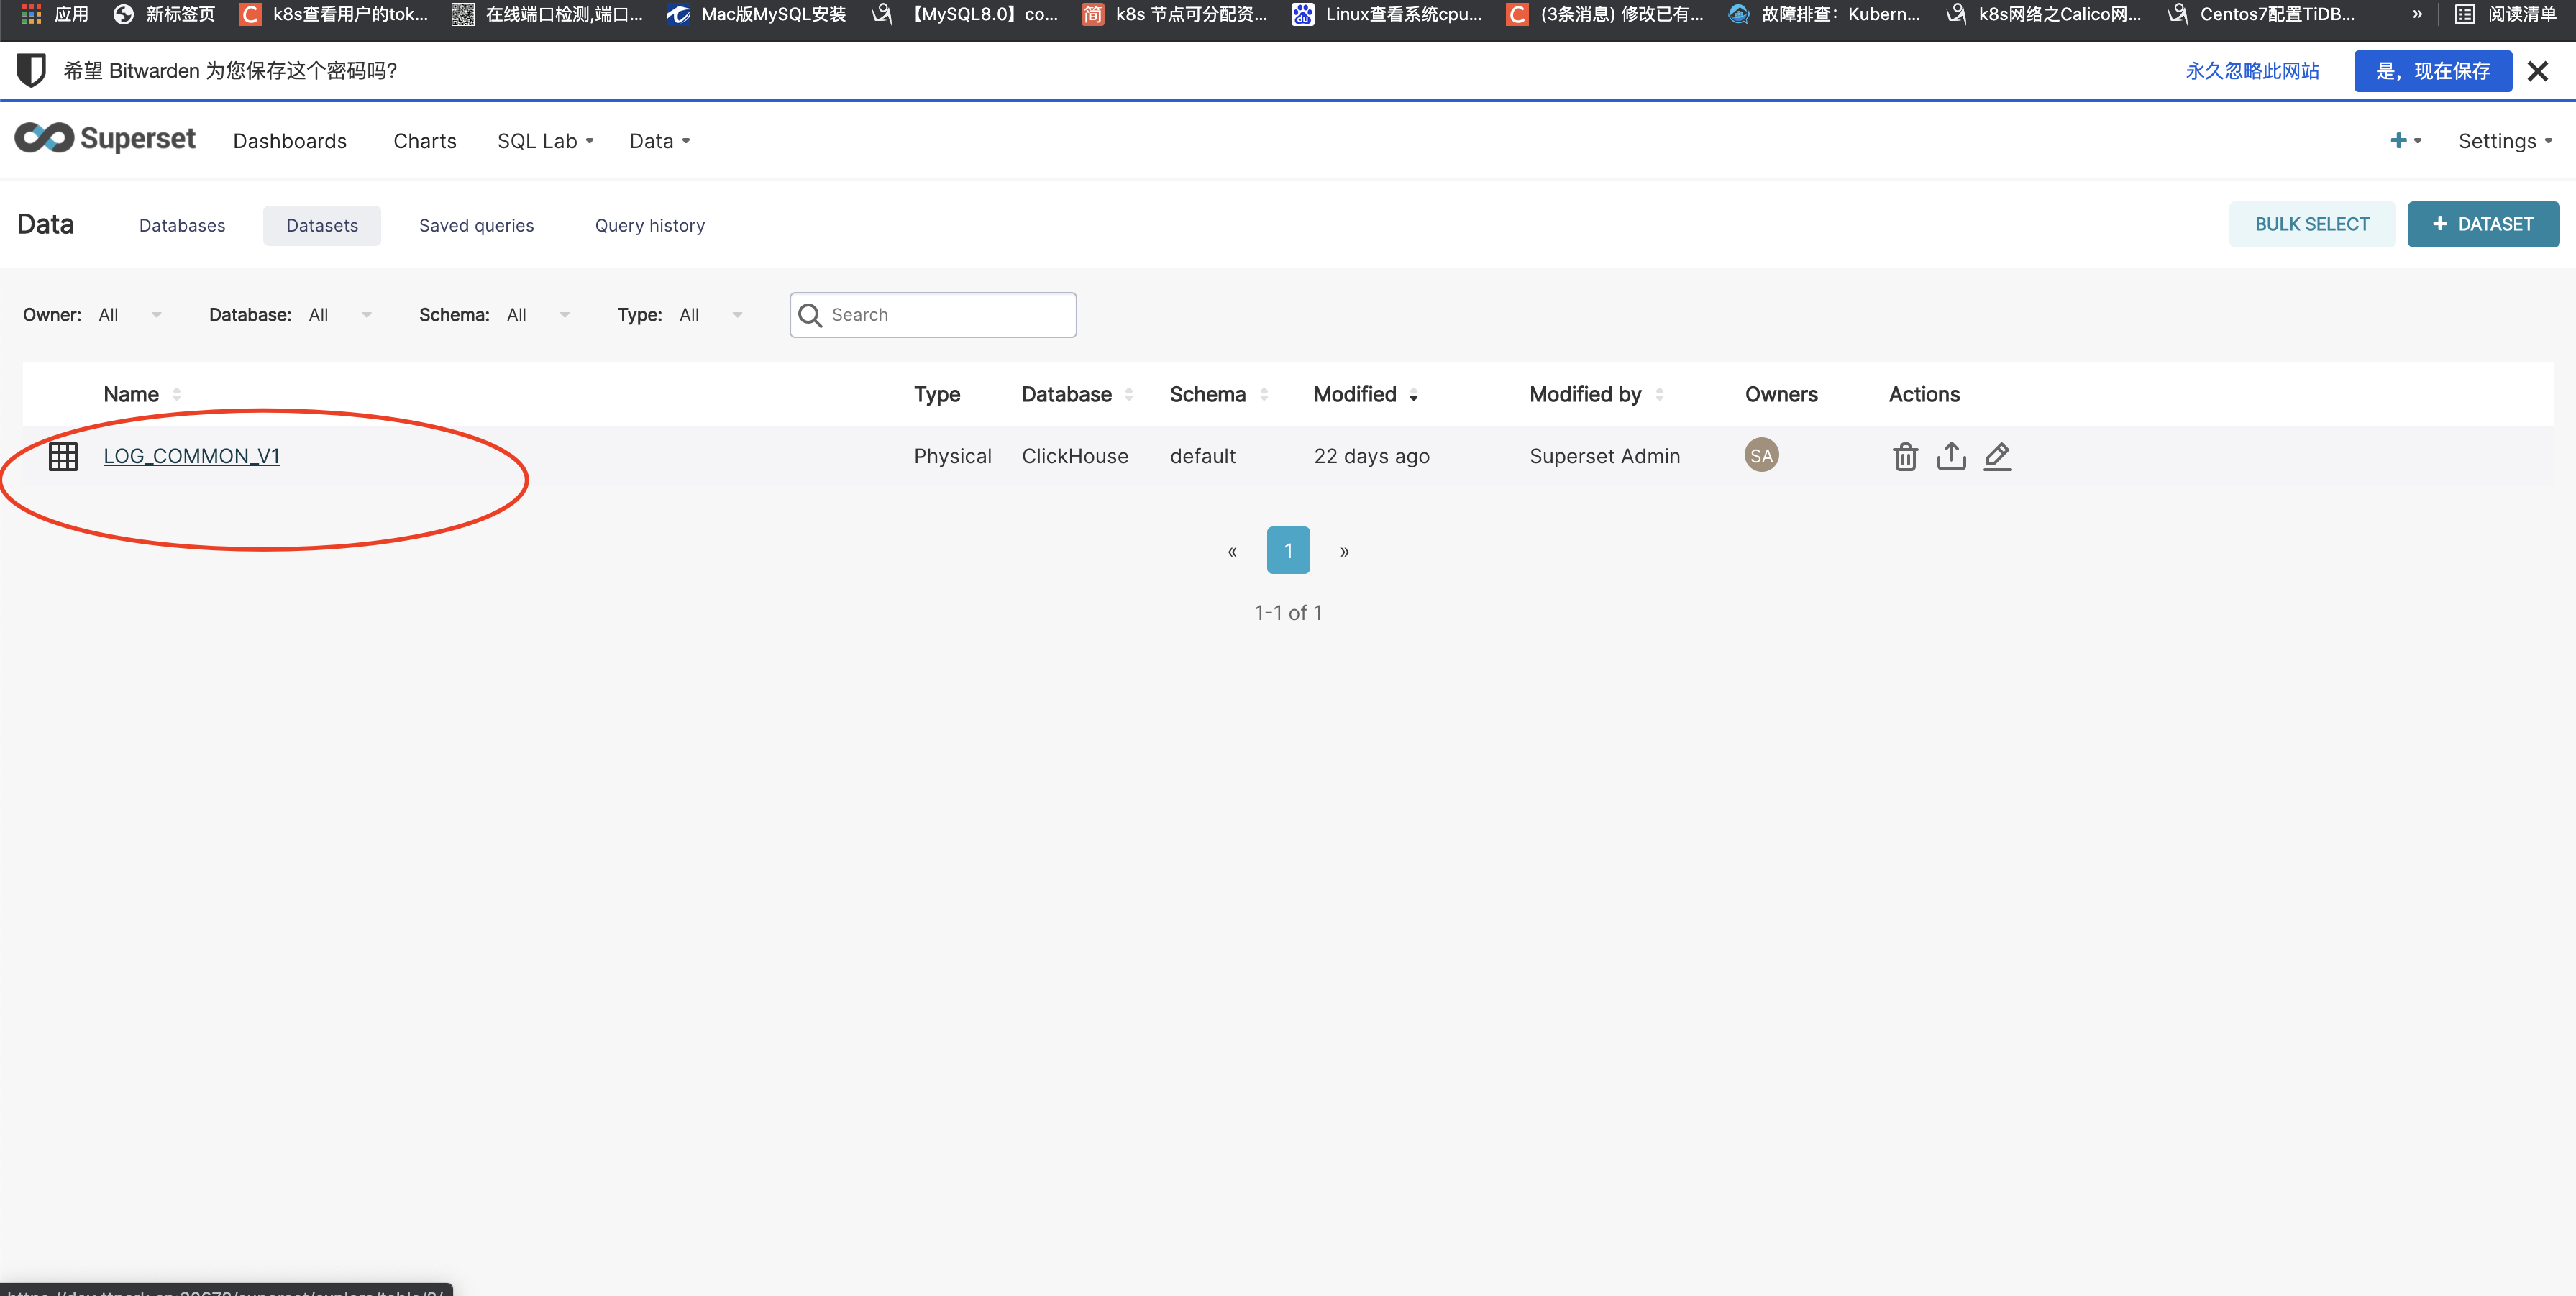 应用 新标签页 k8s查看用户的tok... 在线端口检测,端口... Mac版MySQL安装 【MySQL8.0】co... k8s 节点可分配资... Linux查看系统cpu... (3条消息) 修改已有... 故障排查：Kubern... k8s网络之Calico网... Centos7配置TiDB... » 阅读清单
希望 Bitwarden 为您保存这个密码吗? 永久忽略此网站 是，现在保存
Superset Dashboards Charts SQL Lab Data + Settings
Data Databases Datasets Saved queries Query history BULK SELECT + DATASET
Owner: All Database: All Schema: All Type: All Search
Name Type Database Schema Modified Modified by Owners Actions
LOG_COMMON_V1 Physical ClickHouse default 22 days ago Superset Admin SA
« 1 »
1-1 of 1